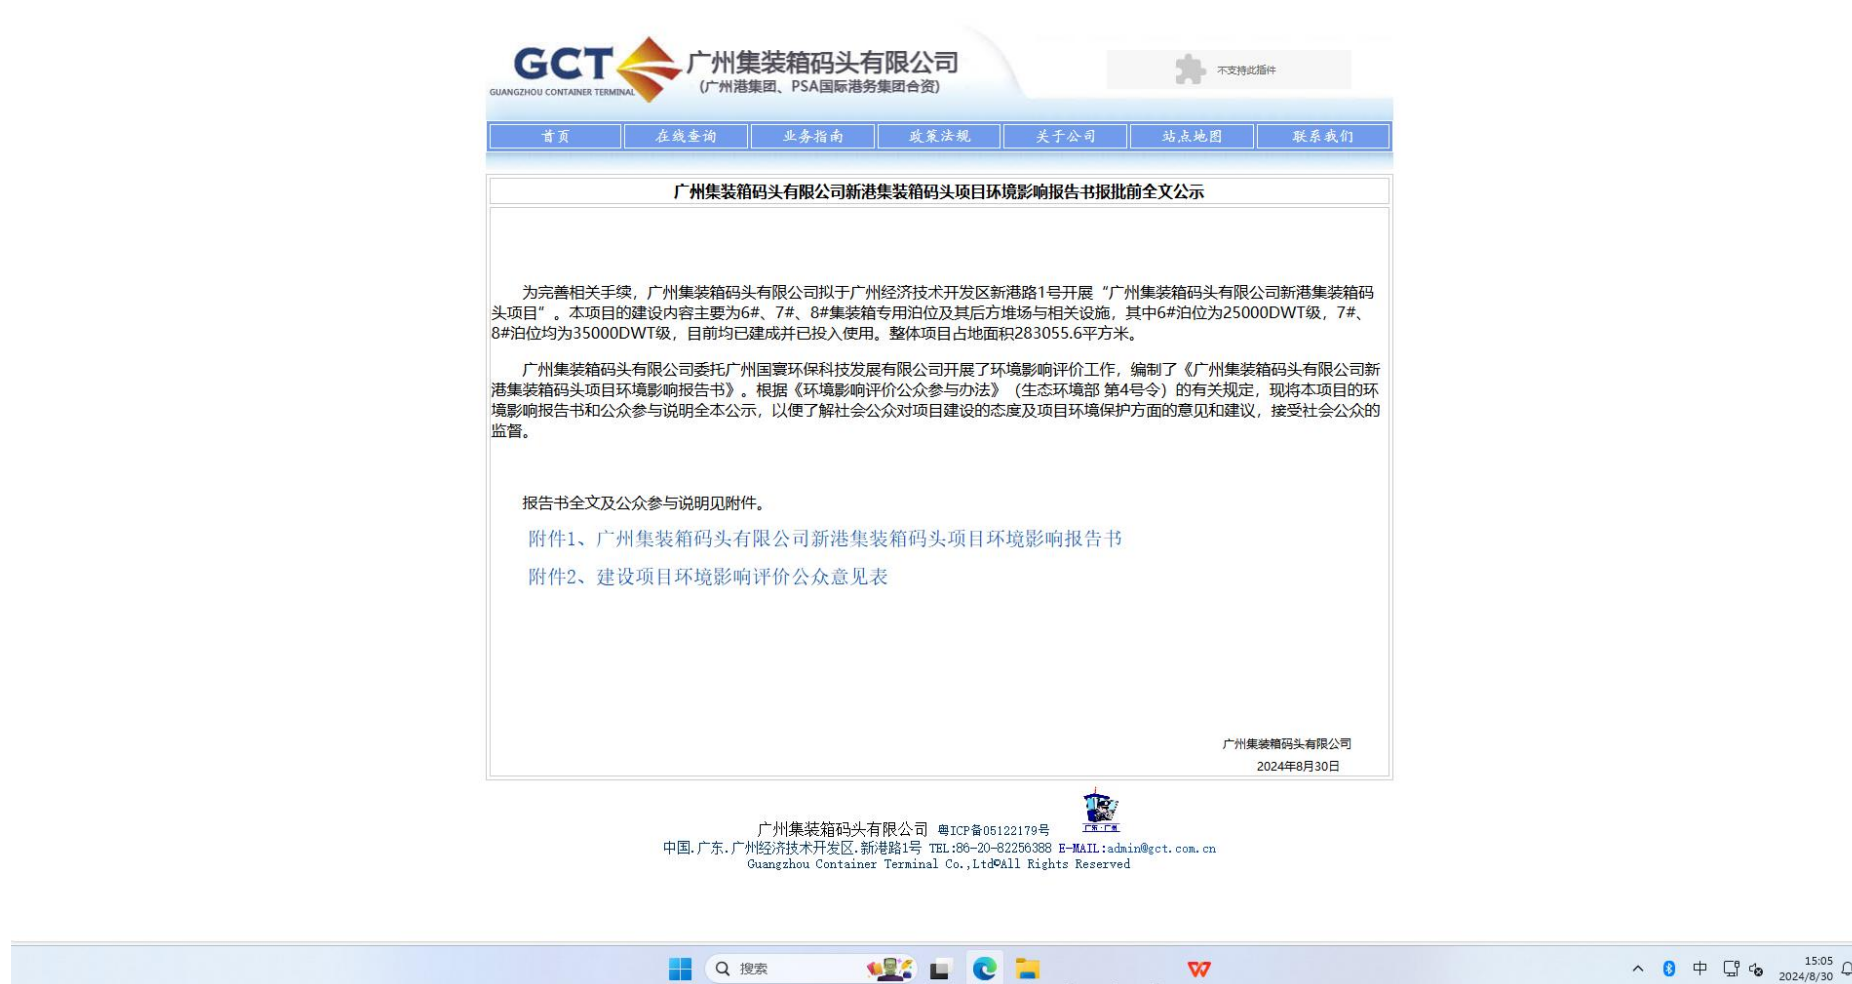 GCT
GUANGZHOU CONTAINER TERMINAL
广州集装箱码头有限公司
(广州港集团、PSA国际港务集团合资)
不支持此插件
首页 在线查询 业务指南 政策法规 关于公司 站点地图 联系我们
广州集装箱码头有限公司新港集装箱码头项目环境影响报告书报批前全文公示
为完善相关手续，广州集装箱码头有限公司拟于广州经济技术开发区新港路1号开展“广州集装箱码头有限公司新港集装箱码
头项目”。本项目的建设内容主要为6#、7#、8#集装箱专用泊位及其后方堆场与相关设施，其中6#泊位为25000DWT级，7#、
8#泊位均为35000DWT级，目前均已建成并已投入使用。整体项目占地面积283055.6平方米。
广州集装箱码头有限公司委托广州国寰环保科技发展有限公司开展了环境影响评价工作，编制了《广州集装箱码头有限公司新
港集装箱码头项目环境影响报告书》。根据《环境影响评价公众参与办法》（生态环境部 第4号令）的有关规定，现将本项目的环
境影响报告书和公众参与说明全本公示，以便了解社会公众对项目建设的态度及项目环境保护方面的意见和建议，接受社会公众的
监督。
报告书全文及公众参与说明见附件。
附件1、广州集装箱码头有限公司新港集装箱码头项目环境影响报告书
附件2、建设项目环境影响评价公众意见表
广州集装箱码头有限公司
2024年8月30日
广州集装箱码头有限公司 粤ICP备05122179号
广东·广州
中国.广东.广州经济技术开发区.新港路1号 TEL:86-20-82256388 E-MAIL:admin@gct.com.cn
Guangzhou Container Terminal Co.,Ltd©All Rights Reserved
搜索
中
15:05
2024/8/30